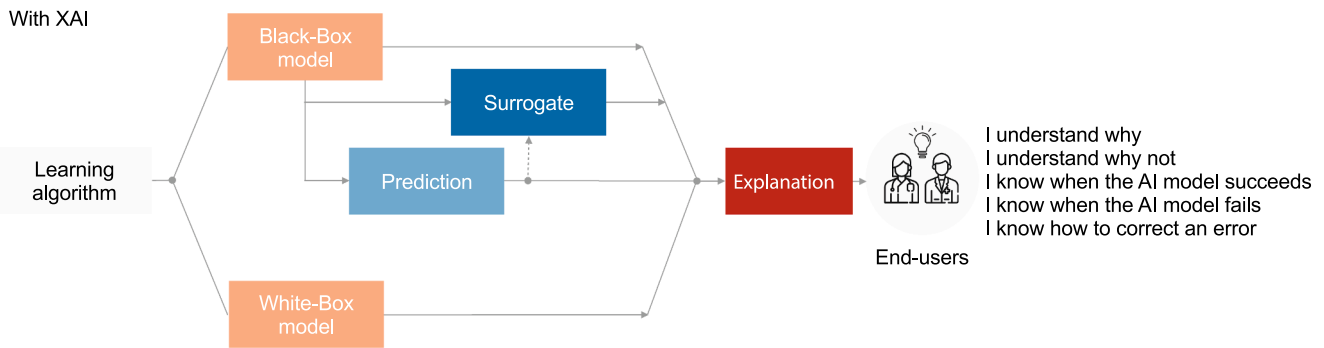 With XAI
Black-Box
model
Surrogate
Learning
algorithm
Prediction
Explanation
White-Box
model
End-users
I understand why
I understand why not
I know when the AI model succeeds
I know when the AI model fails
I know how to correct an error